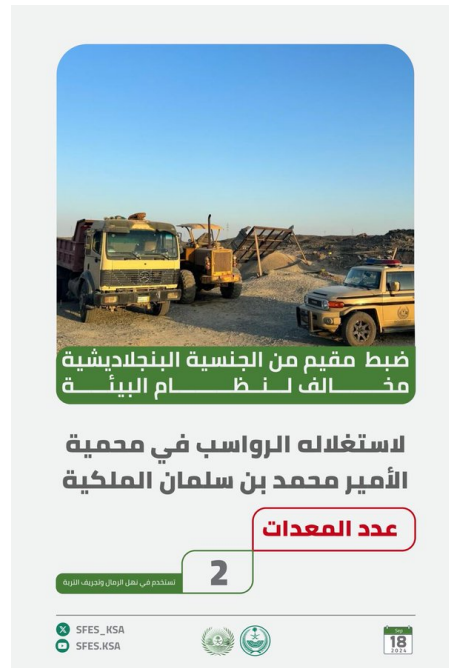 ضبط مقيم من الجنسية البنجلاديشية
مخالف لنظام البيئة
لاستغلاله الرواسب في محمية
الأمير محمد بن سلمان الملكية
عدد المعدات
2
تستخدم في نهل الرمال وتجريف التربة
SFES_KSA
SFES.KSA
Sep
18
2024